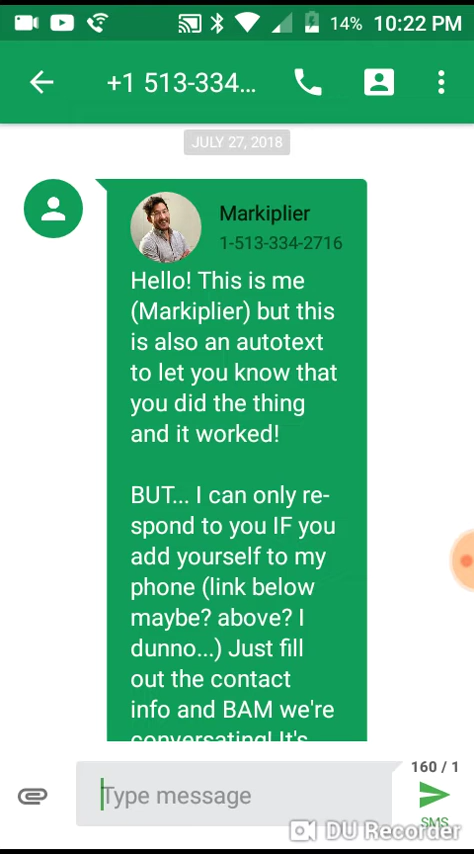 14% 10:22 PM
+1 513-334...
JULY 27, 2018
Markiplier
1-513-334-2716
Hello! This is me
(Markiplier) but this
is also an autotext
to let you know that
you did the thing
and it worked!
BUT... I can only re-
spond to you IF you
add yourself to my
phone (link below
maybe? above? I
dunno...) Just fill
out the contact
info and BAM we're
conversating! It's
160 / 1
Type message
SMS
DU Recorder